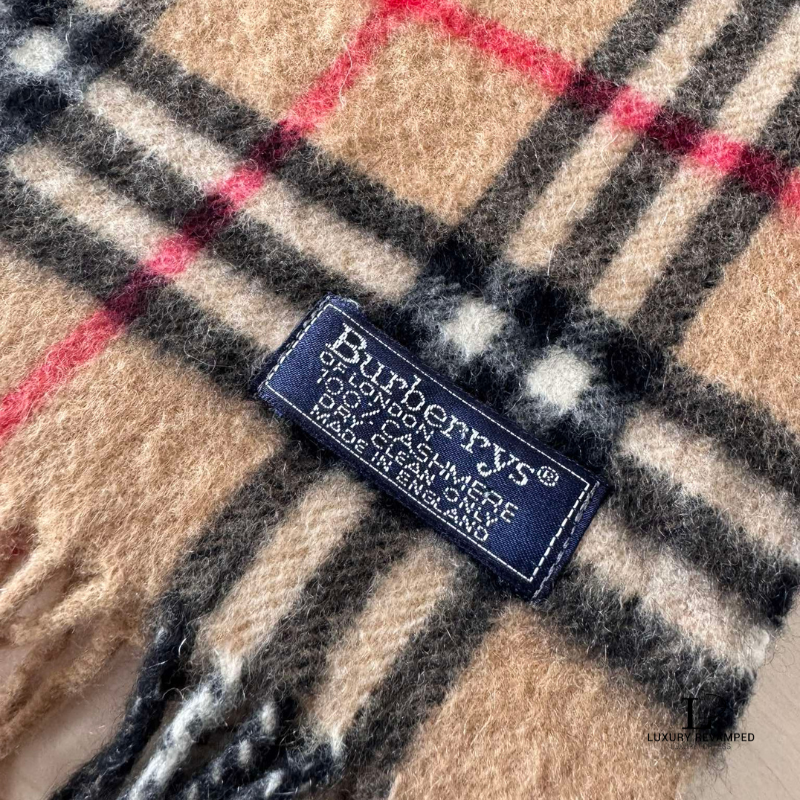 Burberrys®
OF LONDON
100% CASHMERE
DRY CLEAN ONLY
MADE IN ENGLAND
LUXURY REVAMPED